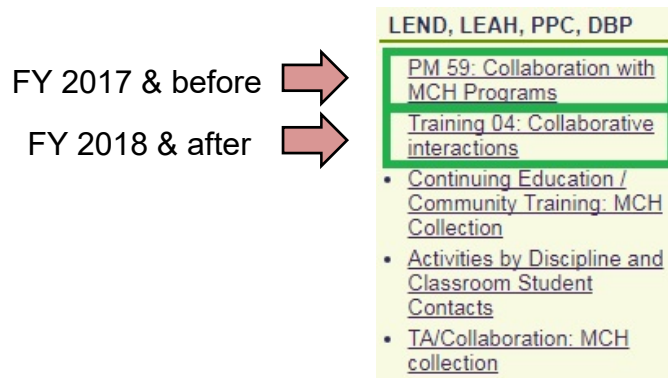 LEND, LEAH, PPC, DBP
FY 2017 & before
PM 59: Collaboration with
MCH Programs
FY 2018 & after
Training 04: Collaborative
interactions
• Continuing Education /
Community Training: MCH
Collection
• Activities by Discipline and
Classroom Student
Contacts
• TA/Collaboration: MCH
collection